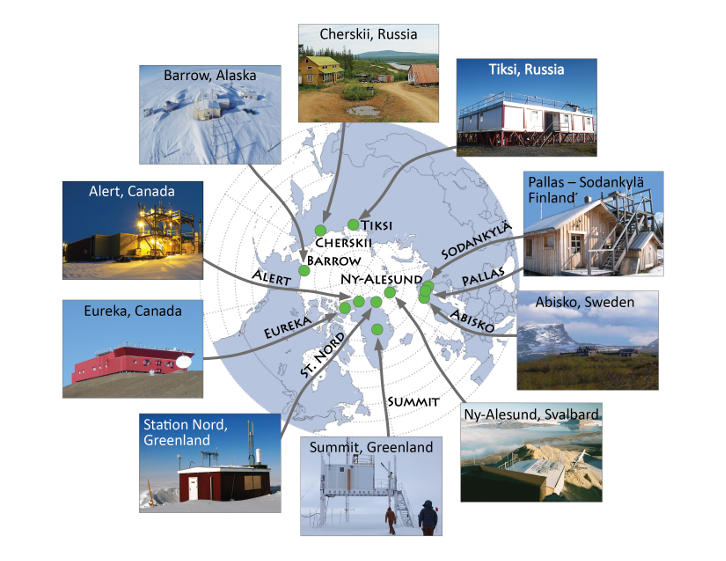 Cherskii, Russia
Barrow, Alaska
Tiksi, Russia
Alert, Canada
Pallas – Sodankylä
Finland
TIKSI
CHERSKII
SODANKYLÄ
BARROW
ALERT
NY-ALESUND
PALLAS
Eureka, Canada
Abisko, Sweden
EUREKA
ABISKO
ST. NORD
SUMMIT
Station Nord,
Greenland
Summit, Greenland
Ny-Alesund, Svalbard